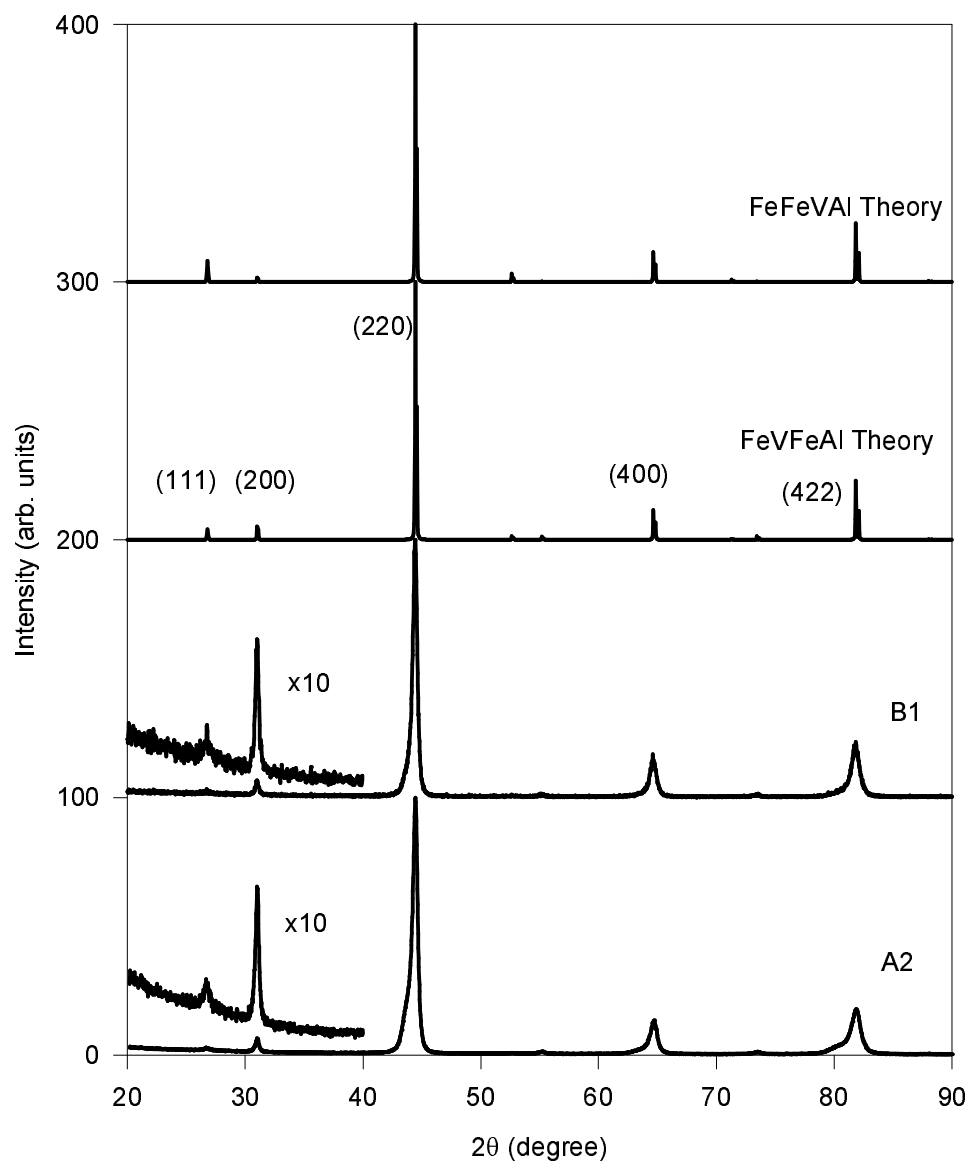 400
FeFeVAl Theory
300
(220)
FeVFeAl Theory
(111)
(200)
(400)
(422)
200
Intensity (arb. units)
x10
B1
100
x10
A2
0
20
30
40
50
60
70
80
90
2θ (degree)